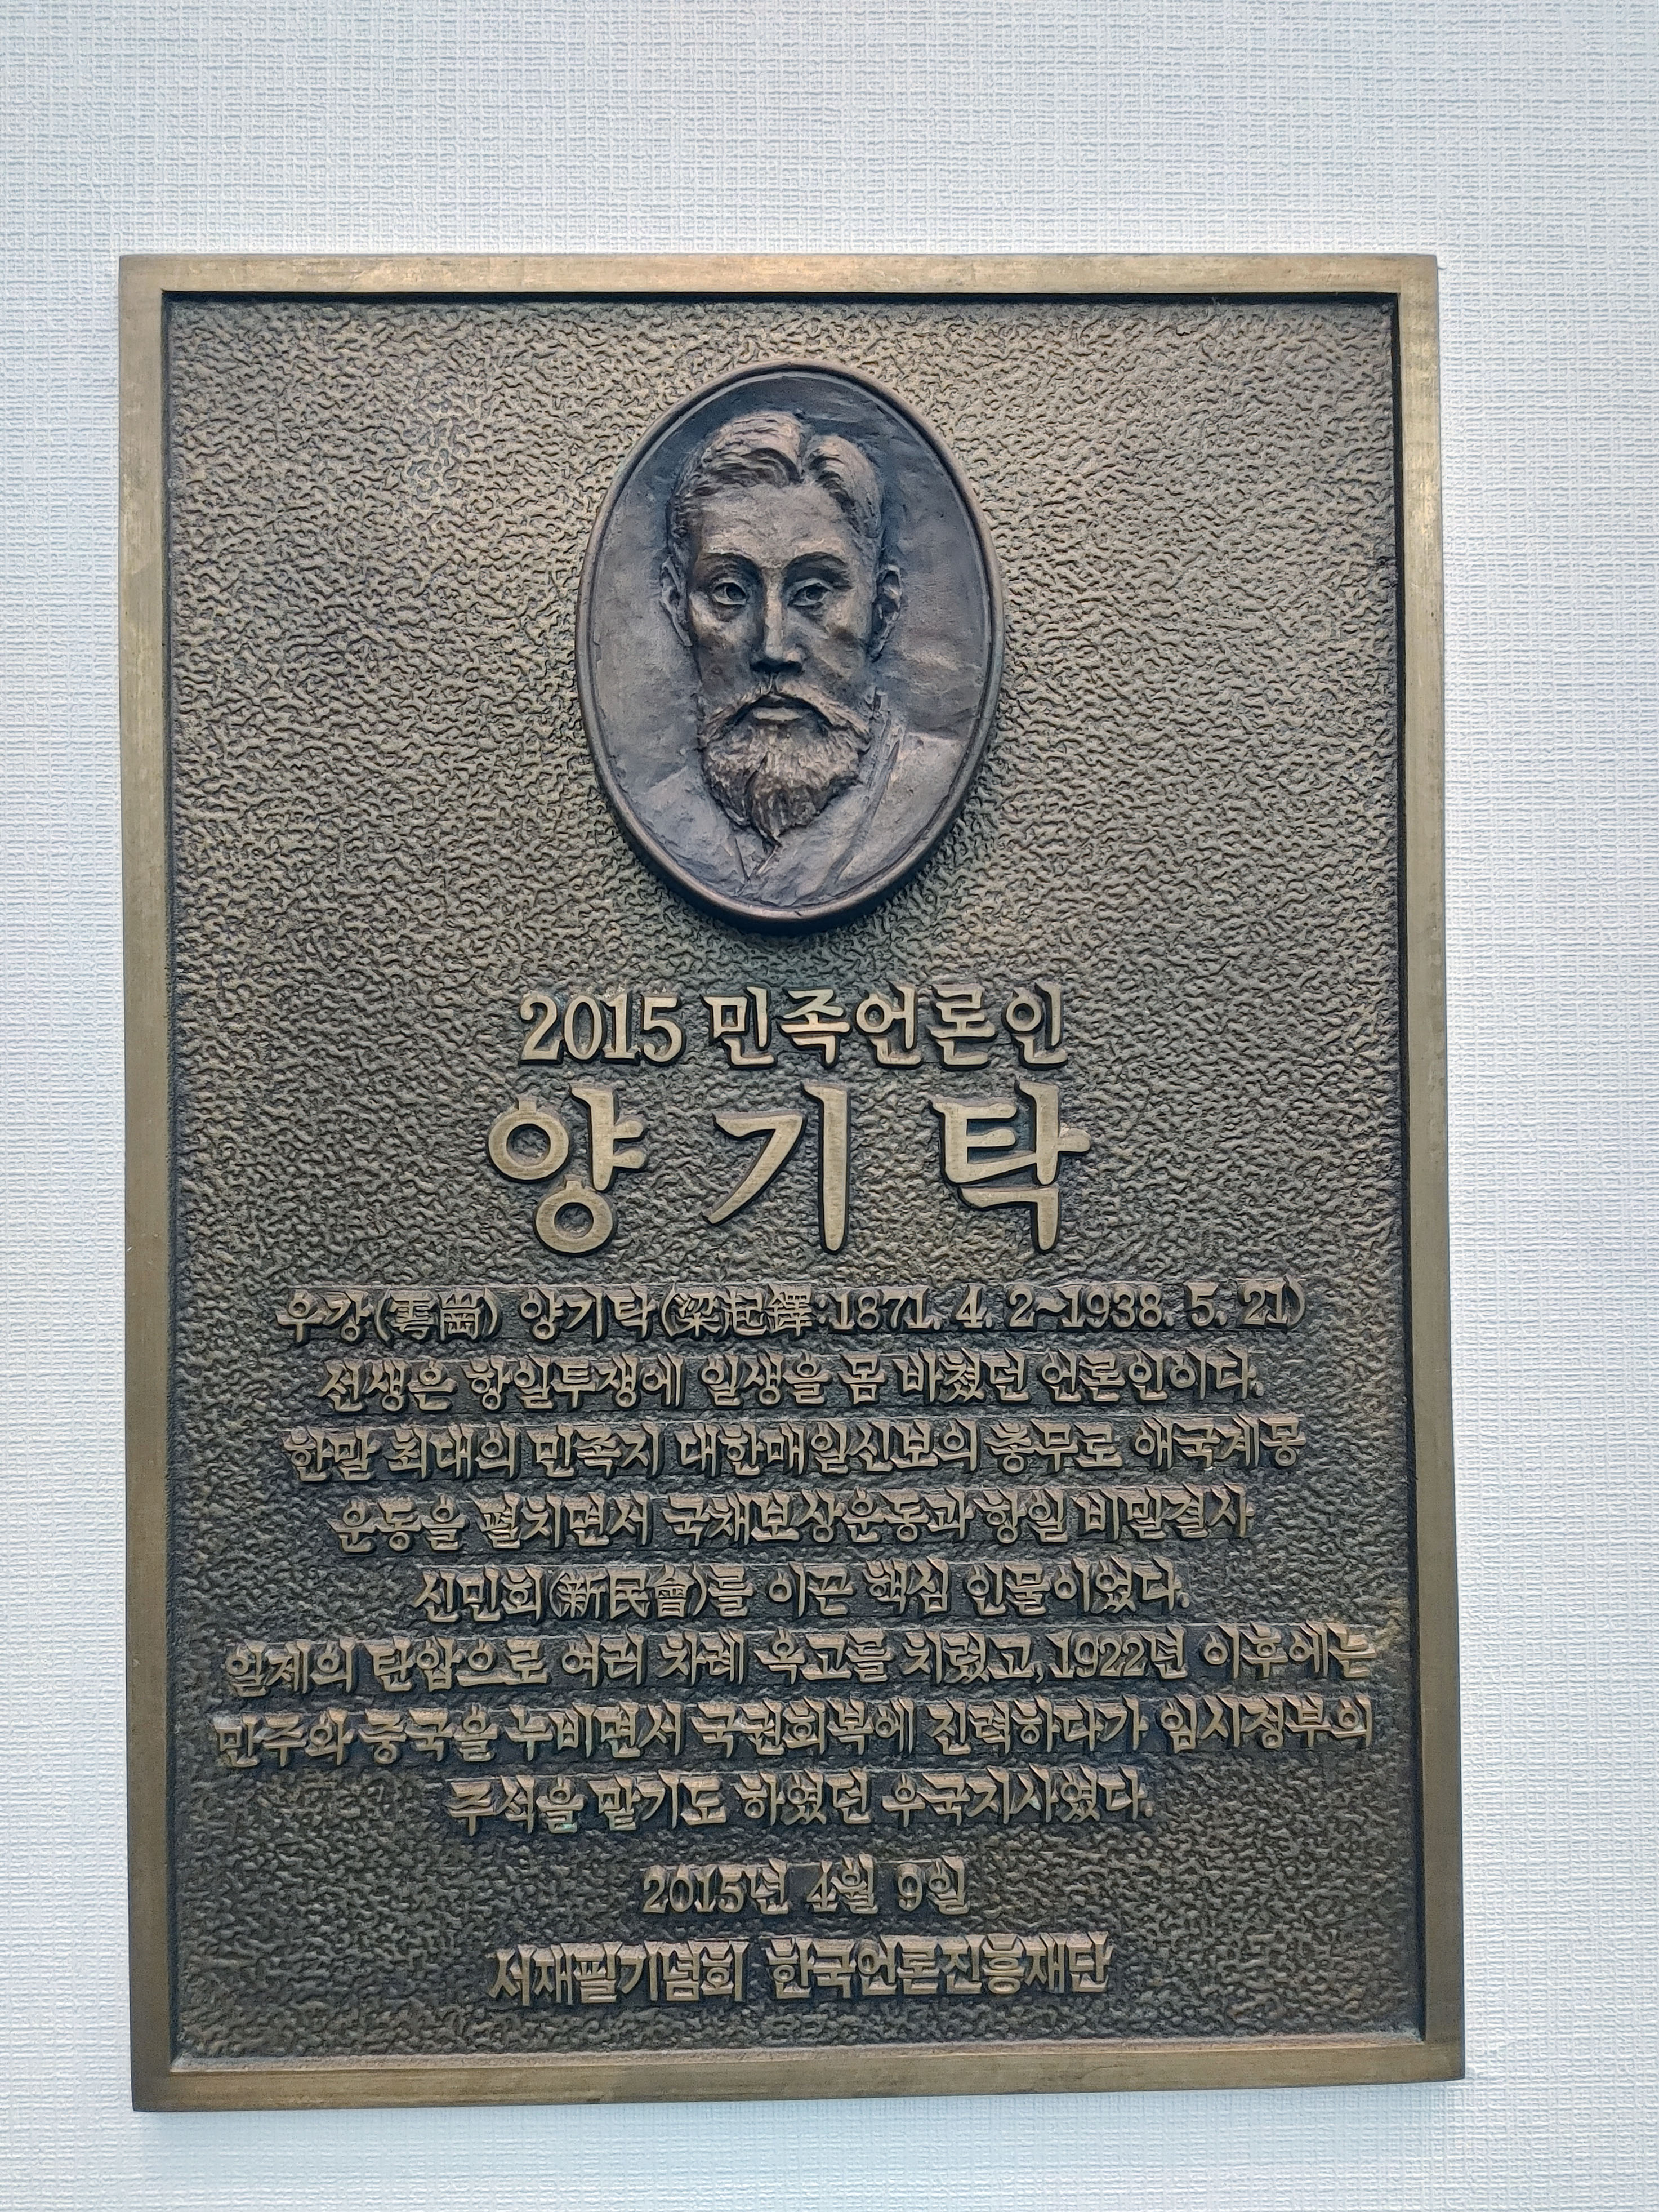 2015 민족언론인
양기탁
우강(雩崗) 양기탁(梁起鐸:1871. 4. 2~1938. 5. 21)
선생은 항일투쟁에 일생을 몸 바쳤던 언론인이다.
한말 최대의 민족지 대한매일신보의 총무로 애국계몽
운동을 펼치면서 국채보상운동과 항일 비밀결사
신민회(新民會)를 이끈 핵심 인물이었다.
일제의 탄압으로 여러 차례 옥고를 치렀고, 1922년 이후에는
만주와 중국을 누비면서 국권회복에 진력하다가 임시정부의
주석을 맡기도 하였던 우국지사였다.
2015년 4월 9일
서재필기념회 한국언론진흥재단